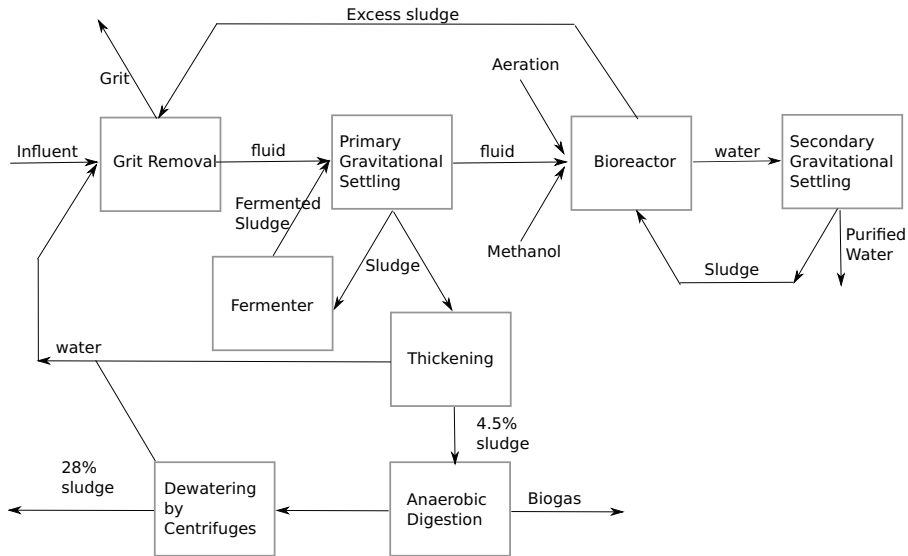 Excess sludge
Grit
Aeration
Influent
Grit Removal
fluid
Primary
Gravitational
Settling
fluid
Bioreactor
water
Secondary
Gravitational
Settling
Fermented
Sludge
Methanol
Purified
Water
Sludge
Sludge
Fermenter
water
Thickening
4.5%
sludge
28%
sludge
Dewatering
by
Centrifuges
Anaerobic
Digestion
Biogas